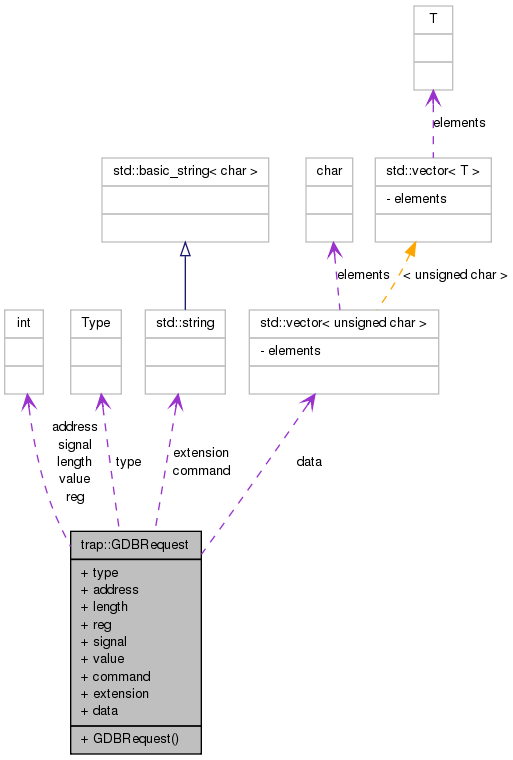 T
elements
std::basic_string< char >
char
std::vector< T >
- elements
elements
< unsigned char >
int
Type
std::string
std::vector< unsigned char >
- elements
address
signal
length
value
reg
type
extension
command
data
trap::GDBRequest
+ type
+ address
+ length
+ reg
+ signal
+ value
+ command
+ extension
+ data
+ GDBRequest()